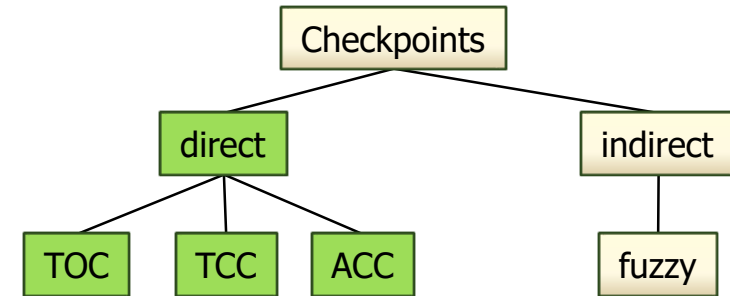 Checkpoints
direct
indirect
TOC
TCC
ACC
fuzzy